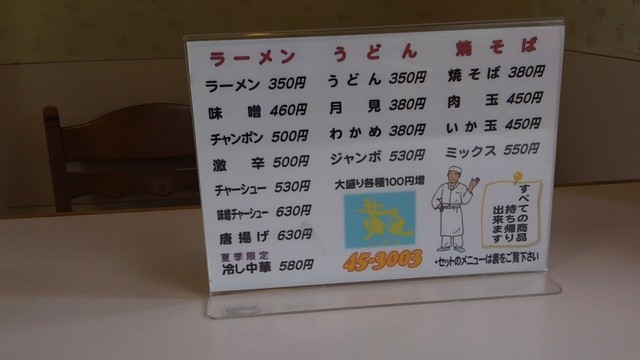 ラーメン
ラーメン 350円
味噌 460円
チャンポン 500円
激辛 500円
チャーシュー 530円
味噌チャーシュー 630円
唐揚げ 630円
夏季限定
冷し中華 580円
うどん
うどん 350円
月見 380円
わかめ 380円
ジャンボ 530円
大盛り各種100円増
45-3003
焼そば
焼そば 380円
肉玉 450円
いか玉 450円
ミックス 550円
すべての商品
持ち帰り
出来ます
・セットのメニューは裏をご覧下さい